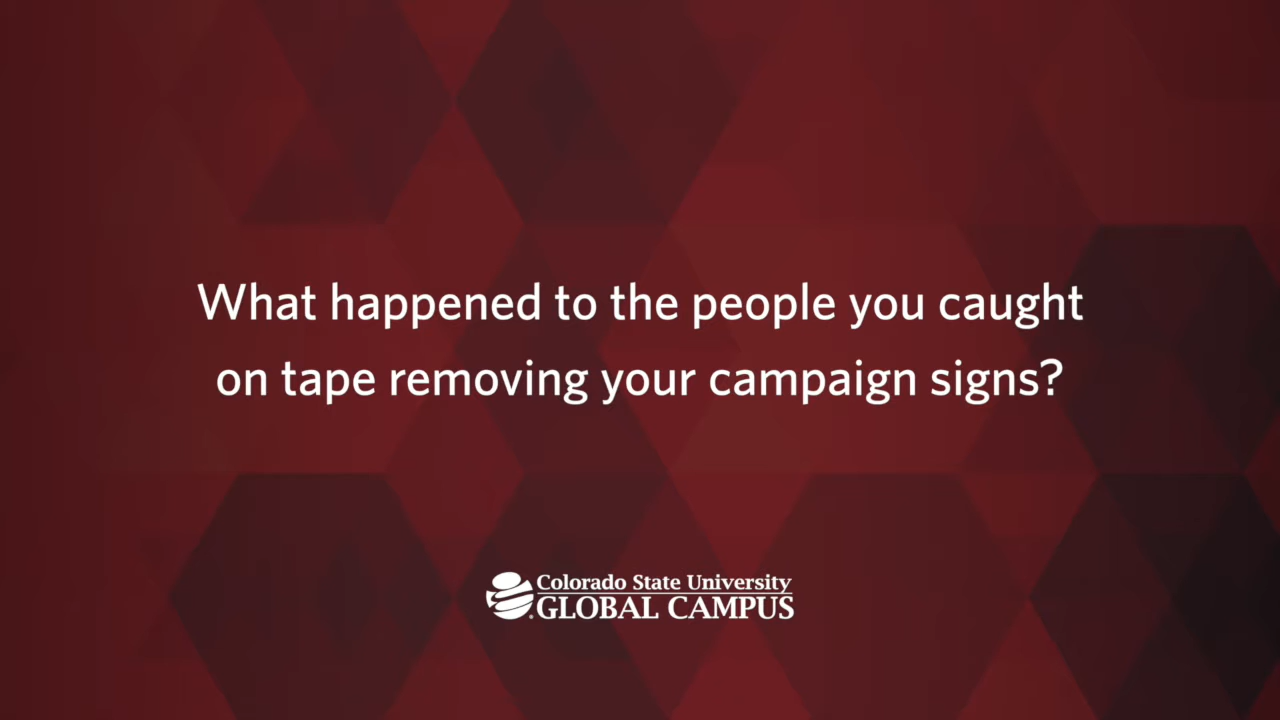 What happened to the people you caught
on tape removing your campaign signs?
Colorado State University
GLOBAL CAMPUS